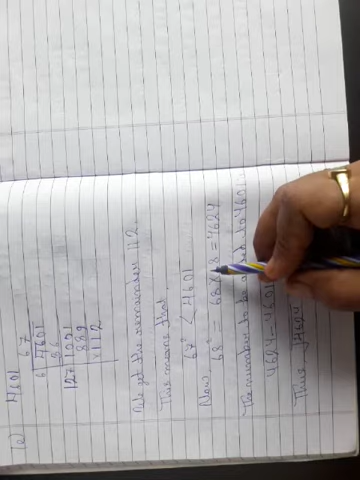 (e) 4601
67
6 4601
36
127 1001
889
×112
We get the remainder 112.
This means that
67² < 4601
Now
68² = 68×68 = 4624
The number to be added to 4601
4624 - 4601
Thus √4624